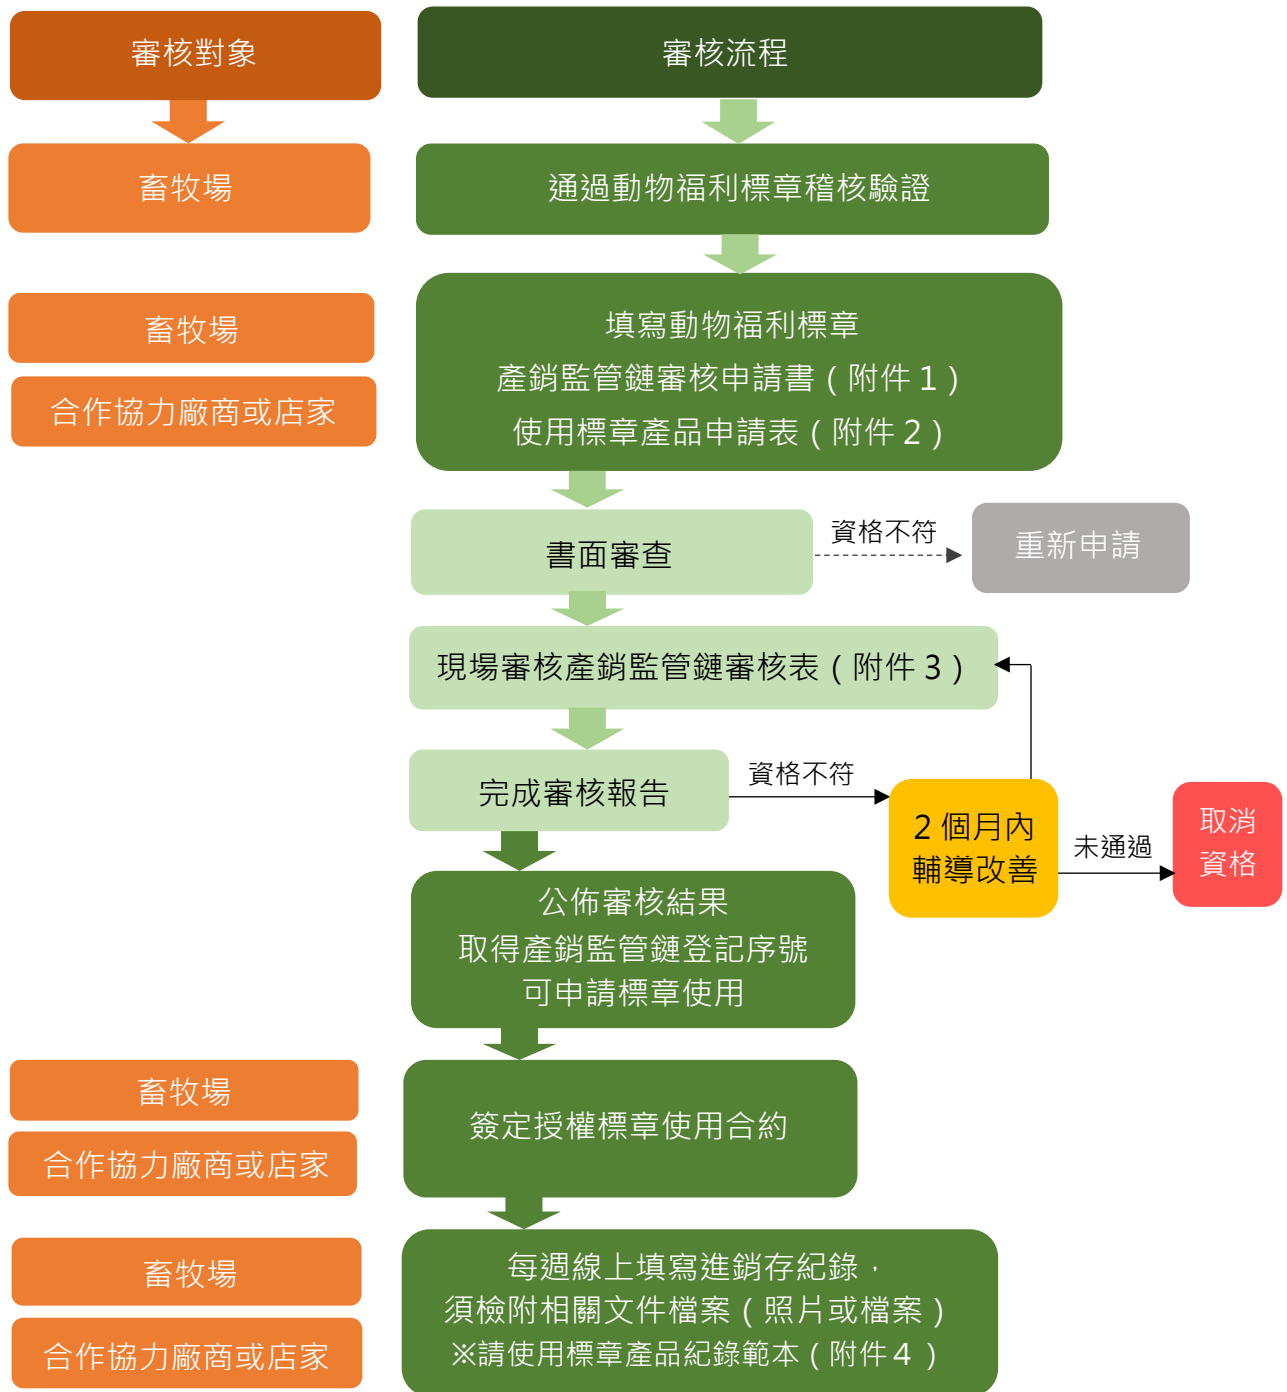 審核對象
審核流程
畜牧場
通過動物福利標章稽核驗證
畜牧場
合作協力廠商或店家
填寫動物福利標章
產銷監管鏈審核申請書（附件1）
使用標章產品申請表（附件2）
書面審查
資格不符
重新申請
現場審核產銷監管鏈審核表（附件3）
完成審核報告
資格不符
2個月內
輔導改善
未通過
取消
資格
公佈審核結果
取得產銷監管鏈登記序號
可申請標章使用
畜牧場
合作協力廠商或店家
簽定授權標章使用合約
畜牧場
合作協力廠商或店家
每週線上填寫進銷存紀錄，
須檢附相關文件檔案（照片或檔案）
※請使用標章產品紀錄範本（附件4）